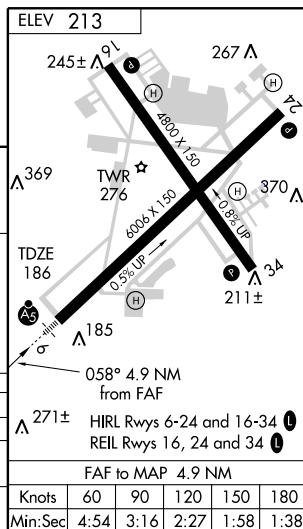 ELEV 213
245± 16
P
H
267
H
24
P
4800 X 150
369
TWR
276
H
370
6006 X 150
0.8% UP
TDZE
186
0.5% UP
P
34
211±
A5
H
185
6
058° 4.9 NM
from FAF
271±
HIRL Rwys 6-24 and 16-34 L
REIL Rwys 16, 24 and 34 L
FAF to MAP 4.9 NM
Knots 60 90 120 150 180
Min:Sec 4:54 3:16 2:27 1:58 1:38